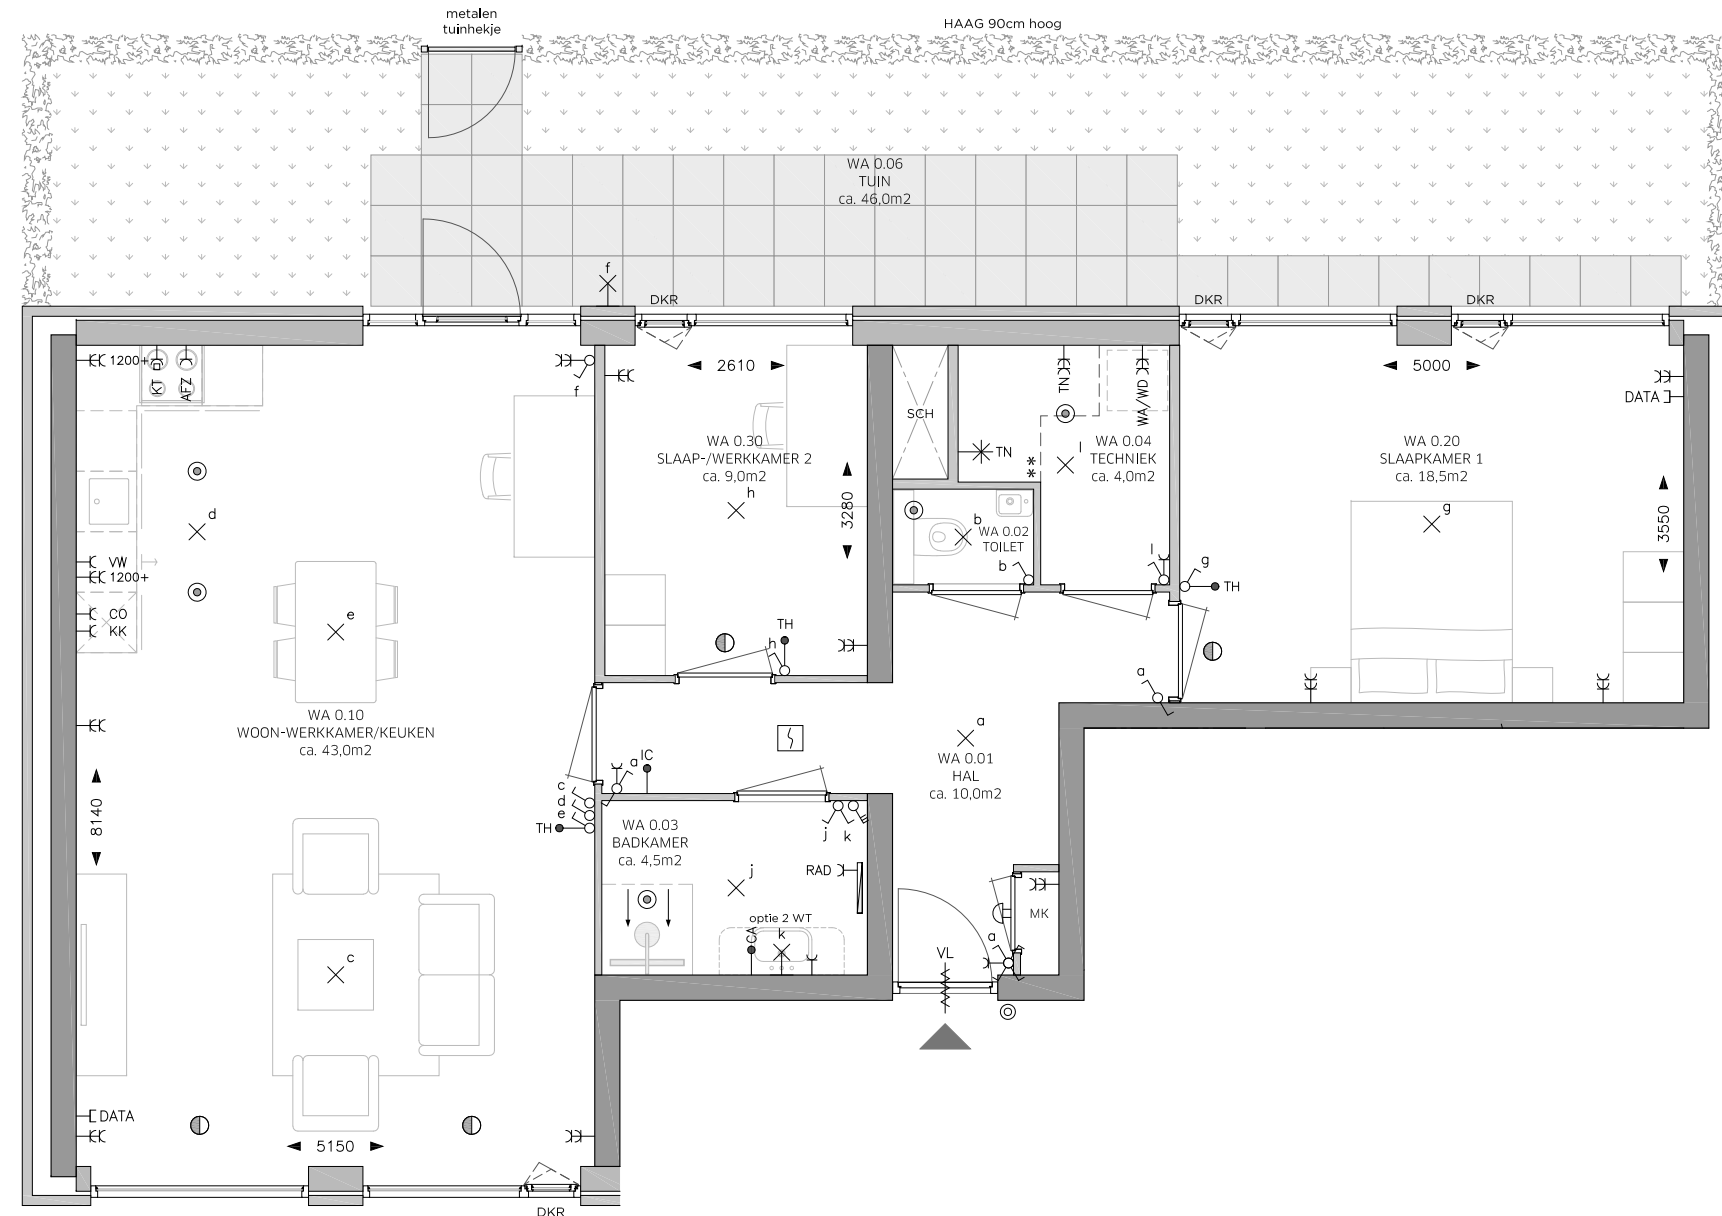 metalen
tuinhekje
HAAG 90cm hoog
WA 0.06
TUIN
ca. 46,0m2
f
DKR
DKR
DKR
1200+
KT
AFZ
f
2610
5000
TN
WA/WD
DATA
SCH
WA 0.30
SLAAP-/WERKKAMER 2
ca. 9,0m2
h
3280
TN
**
l
WA 0.04
TECHNIEK
ca. 4,0m2
WA 0.20
SLAAPKAMER 1
ca. 18,5m2
g
3550
d
b
WA 0.02
TOILET
b
l
g
TH
VW
1200+
CO
KK
e
TH
h
a
WA 0.10
WOON-WERKKAMER/KEUKEN
ca. 43,0m2
a
WA 0.01
HAL
ca. 10,0m2
a
IC
c
d
e
TH
8140
WA 0.03
BADKAMER
ca. 4,5m2
j
k
RAD
j
optie 2 WT
CA
k
MK
a
VL
c
DATA
5150
DKR